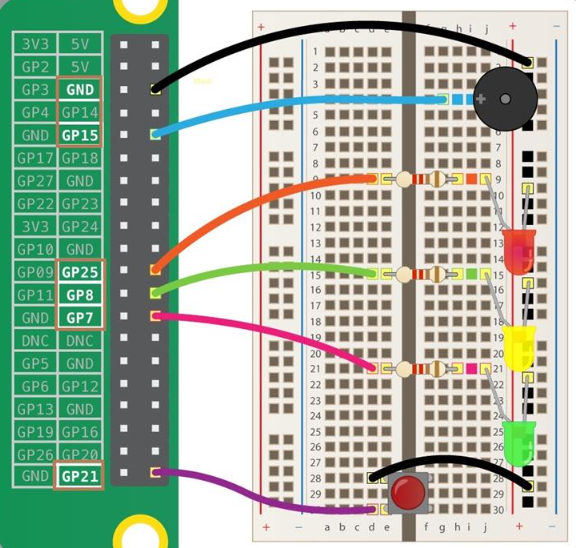 3V3 5V
GP2 5V
GP3 GND
GP4 GP14
GND GP15
GP17 GP18
GP27 GND
GP22 GP23
3V3 GP24
GP10 GND
GP09 GP25
GP11 GP8
GND GP7
DNC DNC
GP5 GND
GP6 GP12
GP13 GND
GP19 GP16
GP26 GP20
GND GP21
+ - a b c d e f g h i j + -
1
2
3
4
5
6 6
7 7
8 8
9 9
10 10
11 11
12 12
13 13
14 14
15 15
16 16
17 17
18 18
19 19
20 20
21 21
22 22
23 23
24 24
25 25
26 26
27 27
28 28
29 29
30 30
+ - a b c d e f g h i j + -